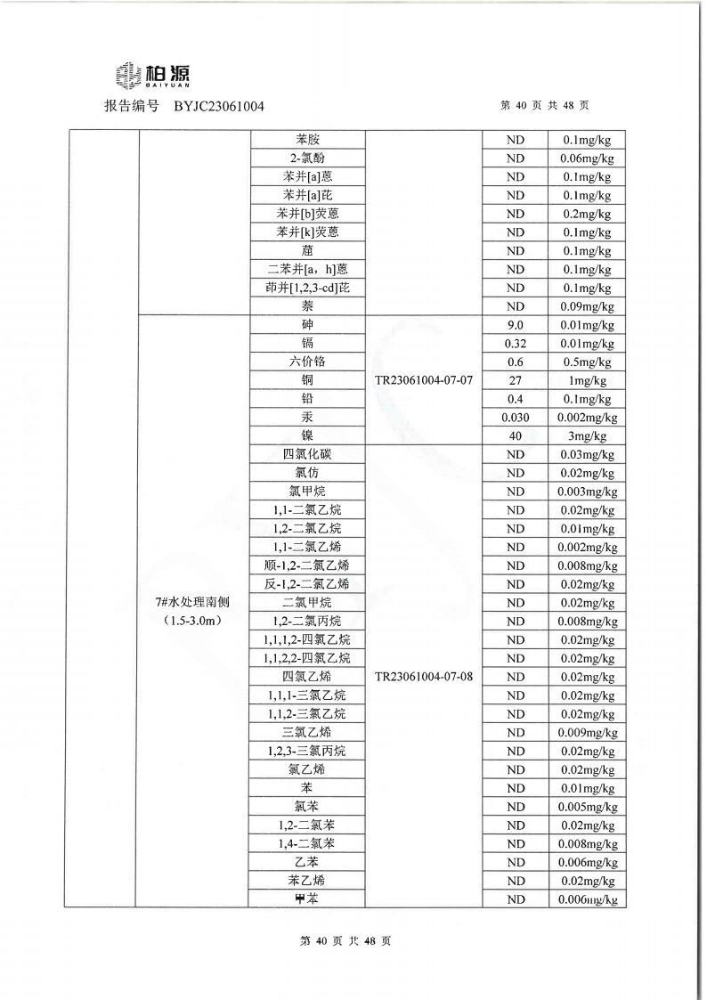 柏源
BAIYUAN
报告编号 BYJC23061004
第 40 页 共 48 页
苯胺 ND 0.1mg/kg
2-氯酚 ND 0.06mg/kg
苯并[a]蒽 ND 0.1mg/kg
苯并[a]芘 ND 0.1mg/kg
苯并[b]荧蒽 ND 0.2mg/kg
苯并[k]荧蒽 ND 0.1mg/kg
䓛 ND 0.1mg/kg
二苯并[a，h]蒽 ND 0.1mg/kg
茚并[1,2,3-cd]芘 ND 0.1mg/kg
萘 ND 0.09mg/kg
砷 9.0 0.01mg/kg
镉 0.32 0.01mg/kg
六价铬 0.6 0.5mg/kg
铜 TR23061004-07-07 27 1mg/kg
铅 0.4 0.1mg/kg
汞 0.030 0.002mg/kg
镍 40 3mg/kg
四氯化碳 ND 0.03mg/kg
氯仿 ND 0.02mg/kg
氯甲烷 ND 0.003mg/kg
1,1-二氯乙烷 ND 0.02mg/kg
1,2-二氯乙烷 ND 0.01mg/kg
1,1-二氯乙烯 ND 0.002mg/kg
顺-1,2-二氯乙烯 ND 0.008mg/kg
反-1,2-二氯乙烯 ND 0.02mg/kg
7#水处理南侧 二氯甲烷 ND 0.02mg/kg
（1.5-3.0m） 1,2-二氯丙烷 ND 0.008mg/kg
1,1,1,2-四氯乙烷 ND 0.02mg/kg
1,1,2,2-四氯乙烷 ND 0.02mg/kg
四氯乙烯 TR23061004-07-08 ND 0.02mg/kg
1,1,1-三氯乙烷 ND 0.02mg/kg
1,1,2-三氯乙烷 ND 0.02mg/kg
三氯乙烯 ND 0.009mg/kg
1,2,3-三氯丙烷 ND 0.02mg/kg
氯乙烯 ND 0.02mg/kg
苯 ND 0.01mg/kg
氯苯 ND 0.005mg/kg
1,2-二氯苯 ND 0.02mg/kg
1,4-二氯苯 ND 0.008mg/kg
乙苯 ND 0.006mg/kg
苯乙烯 ND 0.02mg/kg
甲苯 ND 0.006mg/kg
第 40 页 共 48 页